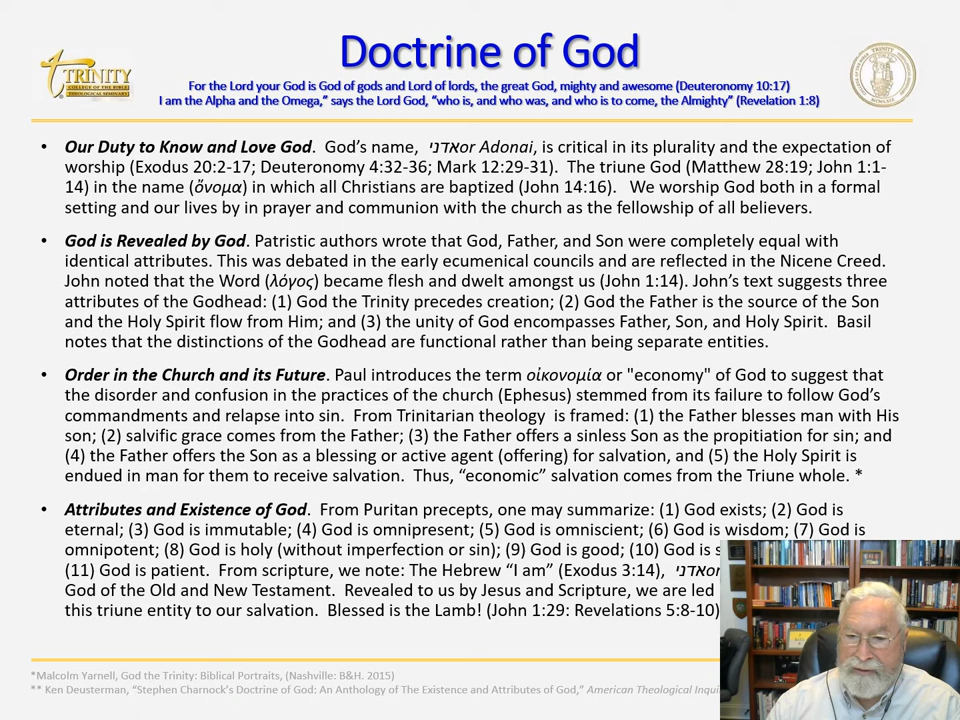 Doctrine of God
For the Lord your God is God of gods and Lord of lords, the great God, mighty and awesome (Deuteronomy 10:17)
I am the Alpha and the Omega,” says the Lord God, “who is, and who was, and who is to come, the Almighty” (Revelation 1:8)
TRINITY
COLLEGE OF THE BIBLE
THEOLOGICAL SEMINARY
• Our Duty to Know and Love God. God’s name, אדני or Adonai, is critical in its plurality and the expectation of
worship (Exodus 20:2-17; Deuteronomy 4:32-36; Mark 12:29-31). The triune God (Matthew 28:19; John 1:1-
14) in the name (ὄνομα) in which all Christians are baptized (John 14:16). We worship God both in a formal
setting and our lives by in prayer and communion with the church as the fellowship of all believers.
• God is Revealed by God. Patristic authors wrote that God, Father, and Son were completely equal with
identical attributes. This was debated in the early ecumenical councils and are reflected in the Nicene Creed.
John noted that the Word (λόγος) became flesh and dwelt amongst us (John 1:14). John’s text suggests three
attributes of the Godhead: (1) God the Trinity precedes creation; (2) God the Father is the source of the Son
and the Holy Spirit flow from Him; and (3) the unity of God encompasses Father, Son, and Holy Spirit. Basil
notes that the distinctions of the Godhead are functional rather than being separate entities.
• Order in the Church and its Future. Paul introduces the term οἰκονομία or "economy" of God to suggest that
the disorder and confusion in the practices of the church (Ephesus) stemmed from its failure to follow God’s
commandments and relapse into sin. From Trinitarian theology is framed: (1) the Father blesses man with His
son; (2) salvific grace comes from the Father; (3) the Father offers a sinless Son as the propitiation for sin; and
(4) the Father offers the Son as a blessing or active agent (offering) for salvation, and (5) the Holy Spirit is
endued in man for them to receive salvation. Thus, “economic” salvation comes from the Triune whole. *
• Attributes and Existence of God. From Puritan precepts, one may summarize: (1) God exists; (2) God is
eternal; (3) God is immutable; (4) God is omnipresent; (5) God is omniscient; (6) God is wisdom; (7) God is
omnipotent; (8) God is holy (without imperfection or sin); (9) God is good; (10) God is
(11) God is patient. From scripture, we note: The Hebrew “I am” (Exodus 3:14), אדני
God of the Old and New Testament. Revealed to us by Jesus and Scripture, we are led
this triune entity to our salvation. Blessed is the Lamb! (John 1:29: Revelations 5:8-10)
*Malcolm Yarnell, God the Trinity: Biblical Portraits, (Nashville: B&H. 2015)
** Ken Deusterman, “Stephen Charnock’s Doctrine of God: An Anthology of The Existence and Attributes of God,” American Theological